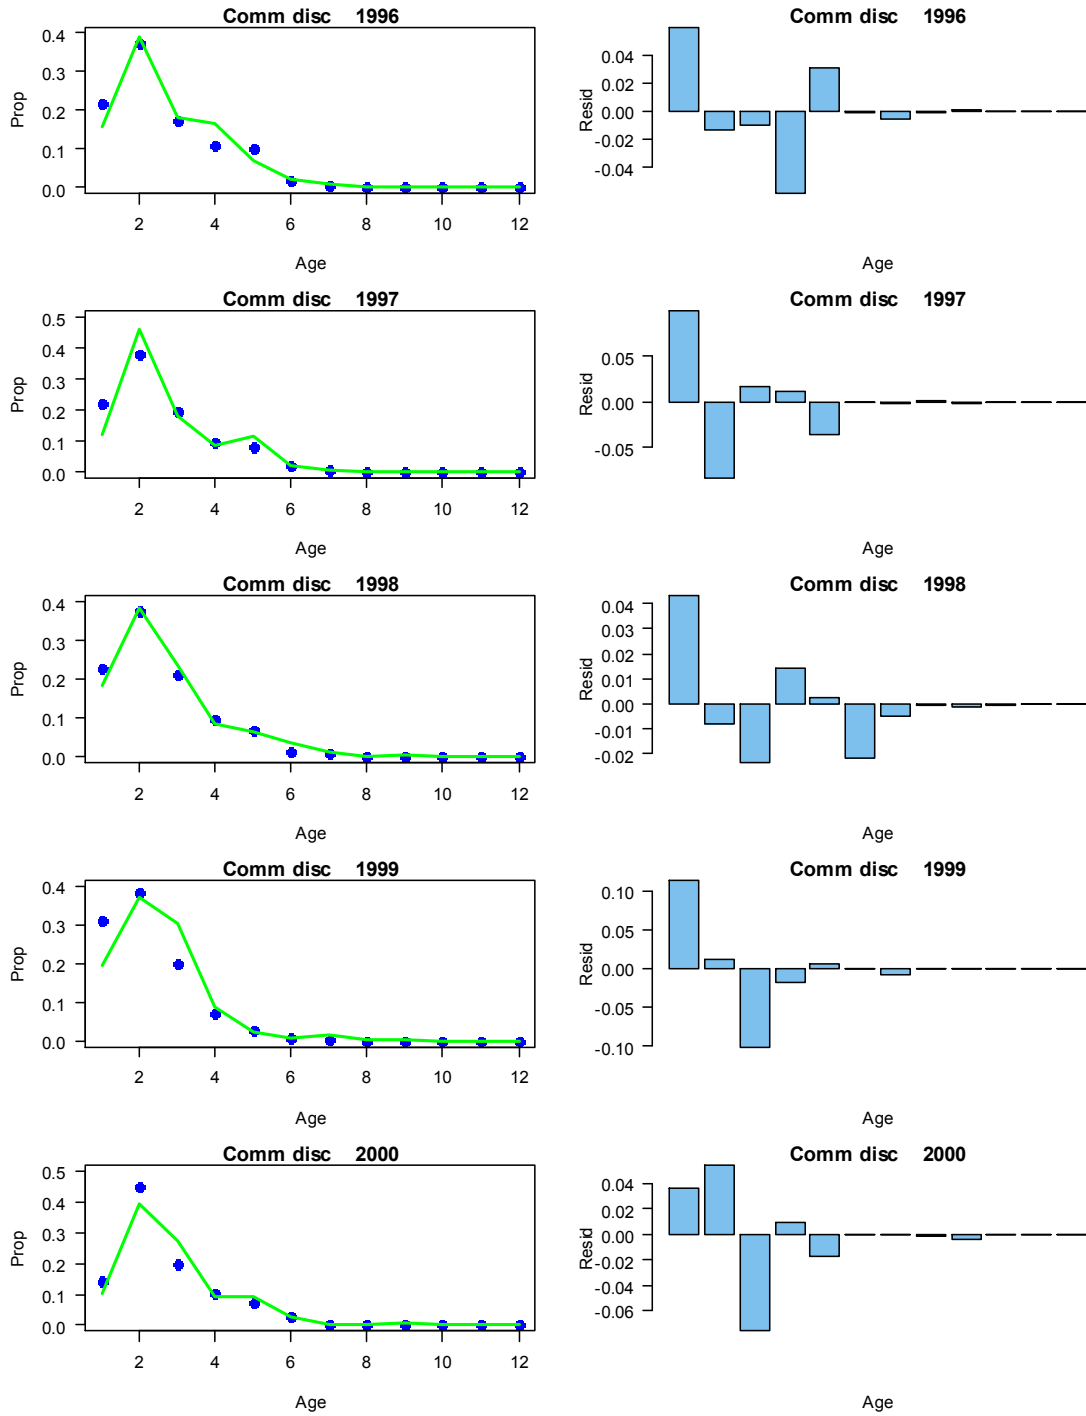 Comm disc 1996
Prop
0.4
0.3
0.2
0.1
0.0
2 4 6 8 10 12
Age
Comm disc 1996
Resid
0.04
0.02
0.00
-0.02
-0.04
Age
Comm disc 1997
Prop
0.5
0.4
0.3
0.2
0.1
0.0
2 4 6 8 10 12
Age
Comm disc 1997
Resid
0.05
0.00
-0.05
Age
Comm disc 1998
Prop
0.4
0.3
0.2
0.1
0.0
2 4 6 8 10 12
Age
Comm disc 1998
Resid
0.04
0.03
0.02
0.01
0.00
-0.01
-0.02
Age
Comm disc 1999
Prop
0.4
0.3
0.2
0.1
0.0
2 4 6 8 10 12
Age
Comm disc 1999
Resid
0.10
0.05
0.00
-0.05
-0.10
Age
Comm disc 2000
Prop
0.5
0.4
0.3
0.2
0.1
0.0
2 4 6 8 10 12
Age
Comm disc 2000
Resid
0.04
0.02
0.00
-0.02
-0.04
-0.06
Age